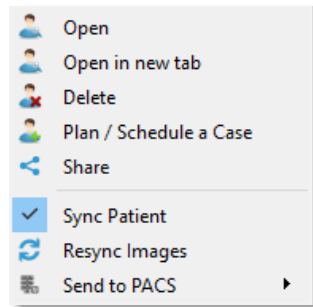 Open
Open in new tab
Delete
Plan / Schedule a Case
Share
Sync Patient
Resync Images
Send to PACS